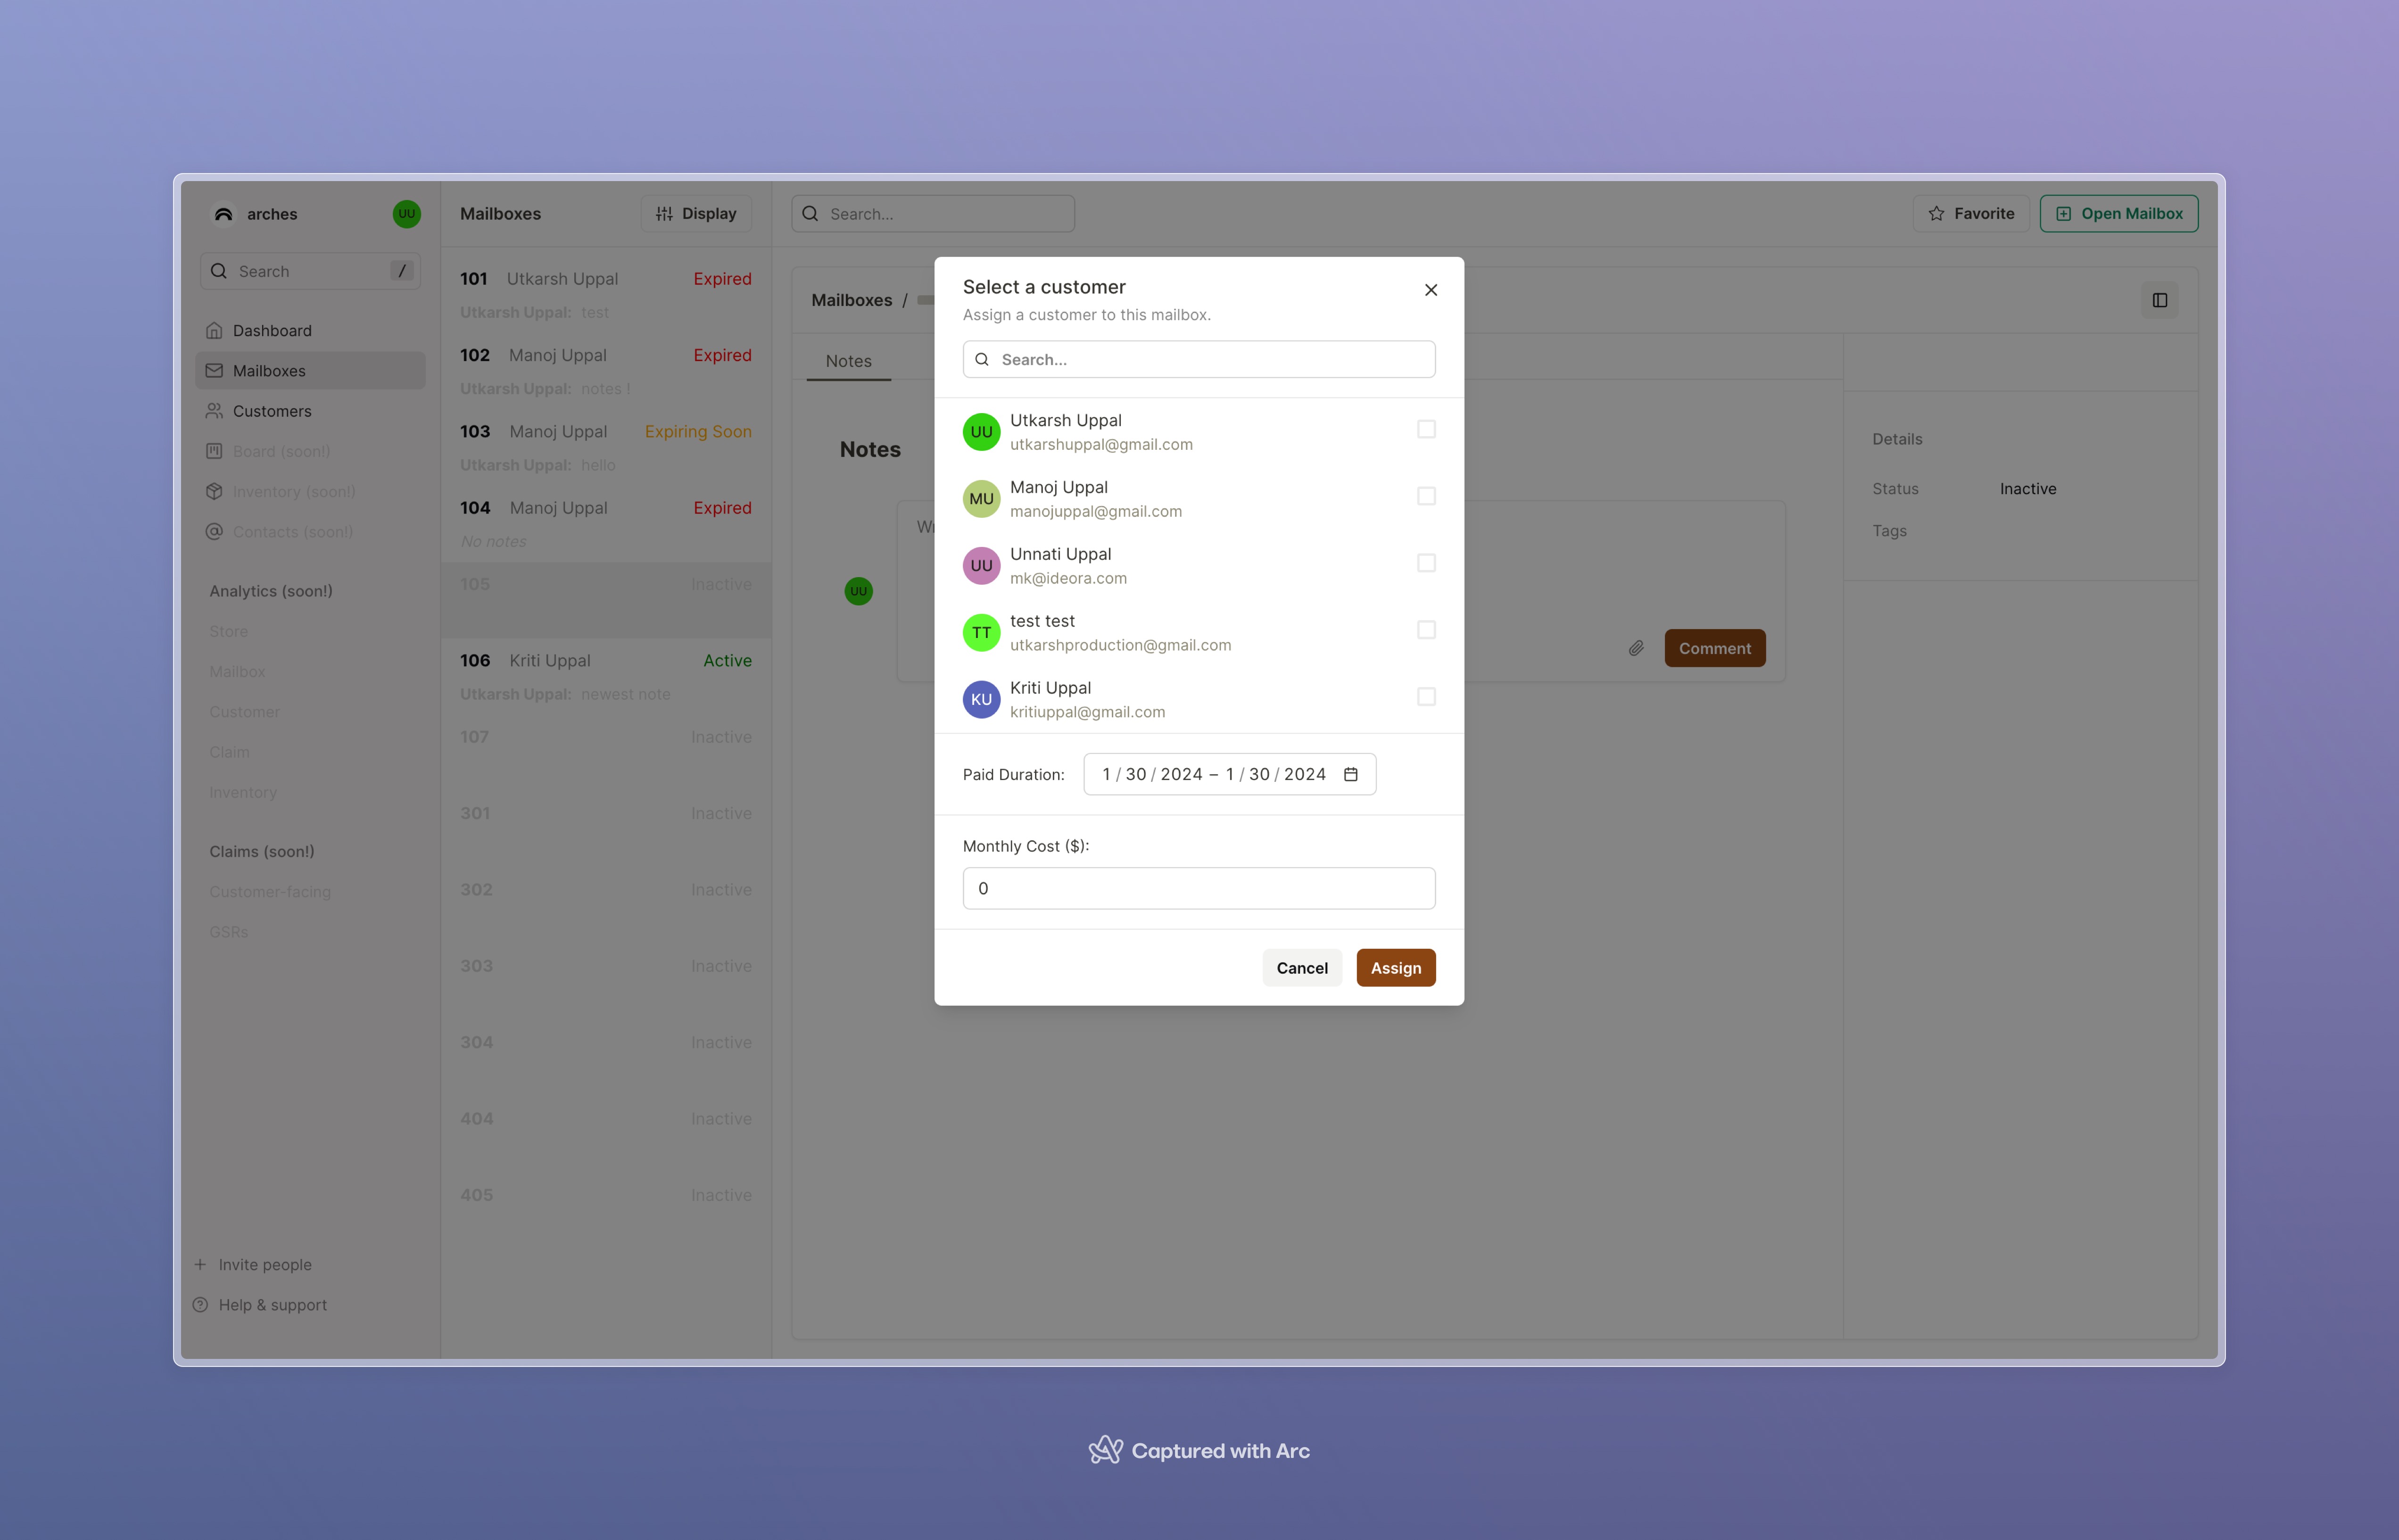 arches
UU
Search
/
Dashboard
Mailboxes
Customers
Board (soon!)
Inventory (soon!)
Contacts (soon!)
Analytics (soon!)
Store
Mailbox
Customer
Claim
Inventory
Claims (soon!)
Customer-facing
GSRs
Invite people
Help & support
Mailboxes
Display
101 Utkarsh Uppal Expired
Utkarsh Uppal: test
102 Manoj Uppal Expired
Utkarsh Uppal: notes !
103 Manoj Uppal Expiring Soon
Utkarsh Uppal: hello
104 Manoj Uppal Expired
No notes
105 Inactive
106 Kriti Uppal Active
Utkarsh Uppal: newest note
107 Inactive
301 Inactive
302 Inactive
303 Inactive
304 Inactive
404 Inactive
405 Inactive
Search...
Favorite
Open Mailbox
Mailboxes /
Notes
Notes
UU
Comment
Details
Status Inactive
Tags
Select a customer
Assign a customer to this mailbox.
Search...
UU Utkarsh Uppal
utkarshuppal@gmail.com
MU Manoj Uppal
manojuppal@gmail.com
UU Unnati Uppal
mk@ideora.com
TT test test
utkarshproduction@gmail.com
KU Kriti Uppal
kritiuppal@gmail.com
Paid Duration: 1 / 30 / 2024 – 1 / 30 / 2024
Monthly Cost ($):
0
Cancel
Assign
Captured with Arc